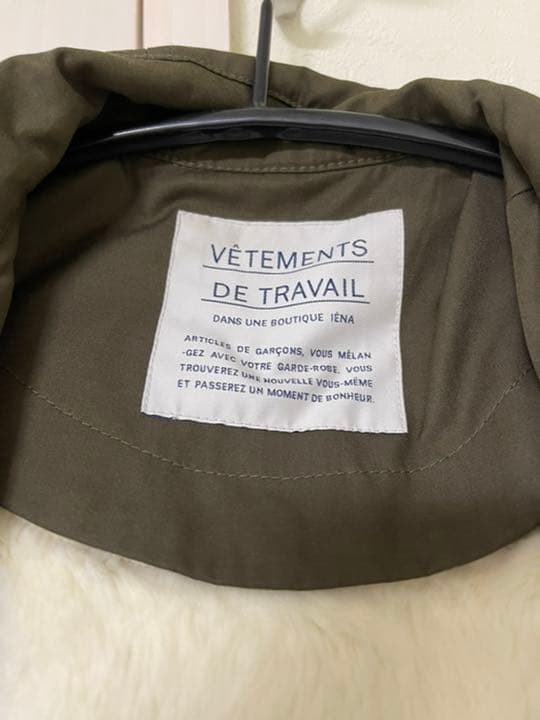 VÊTEMENTS
DE TRAVAIL
DANS UNE BOUTIQUE IÉNA
ARTICLES DE GARÇONS, VOUS MÉLAN
-GEZ AVEC VOTRE GARDE-ROBE. VOUS
TROUVEREZ UNE NOUVELLE VOUS-MÊME
ET PASSEREZ UN MOMENT DE BONHEUR.